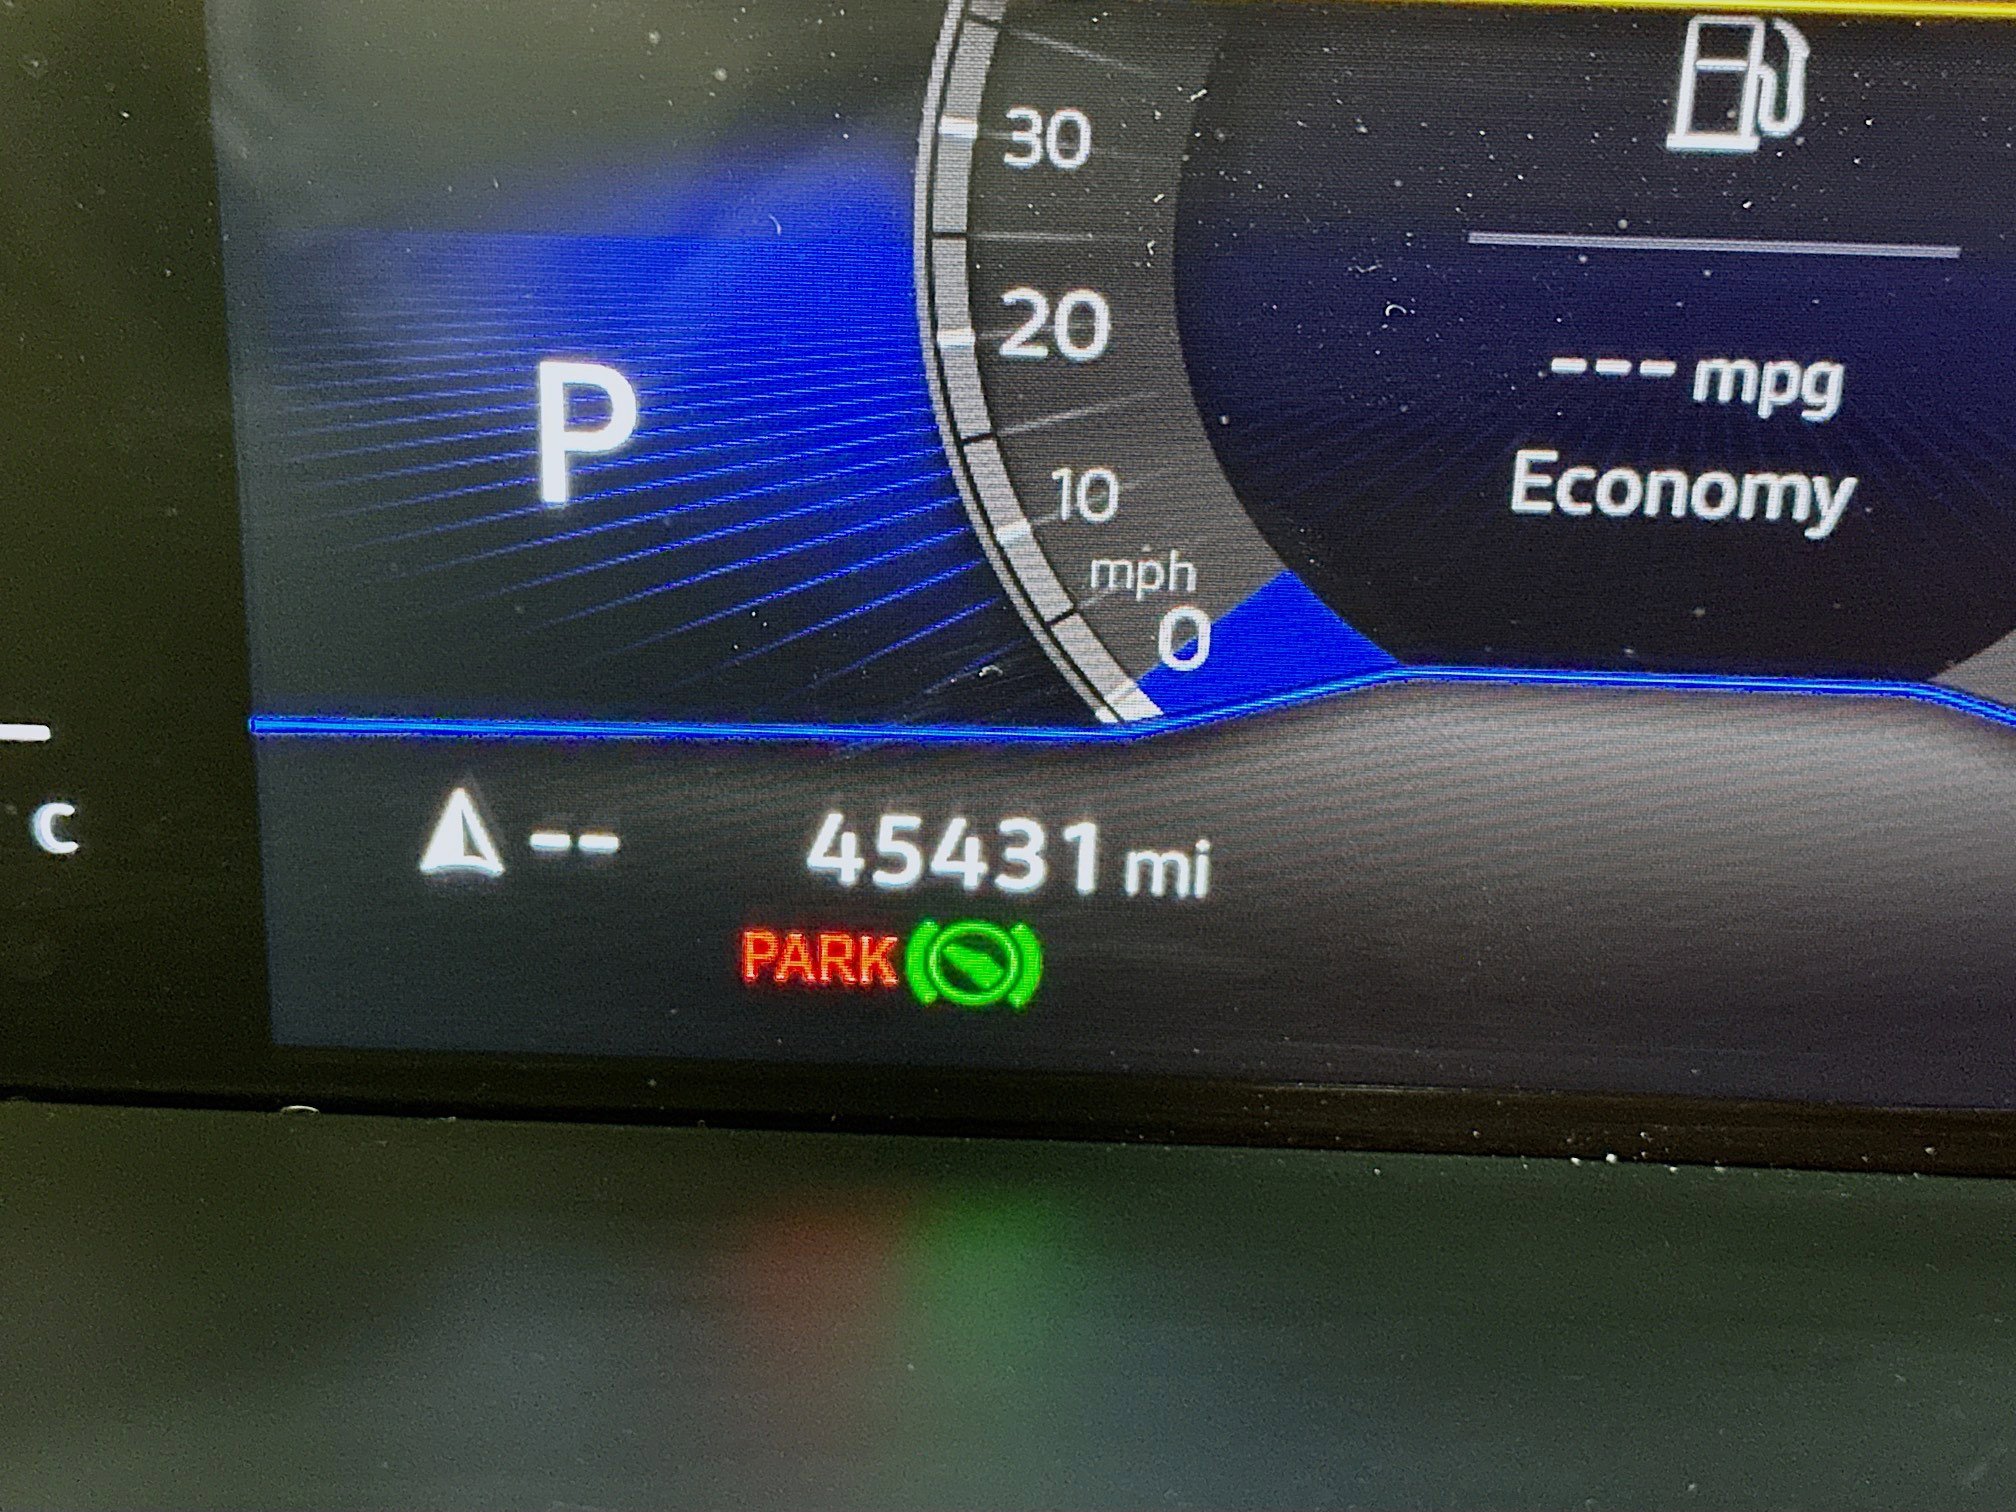 30
20
P
10
mph
0
--- mpg
Economy
C
-- 45431 mi
PARK